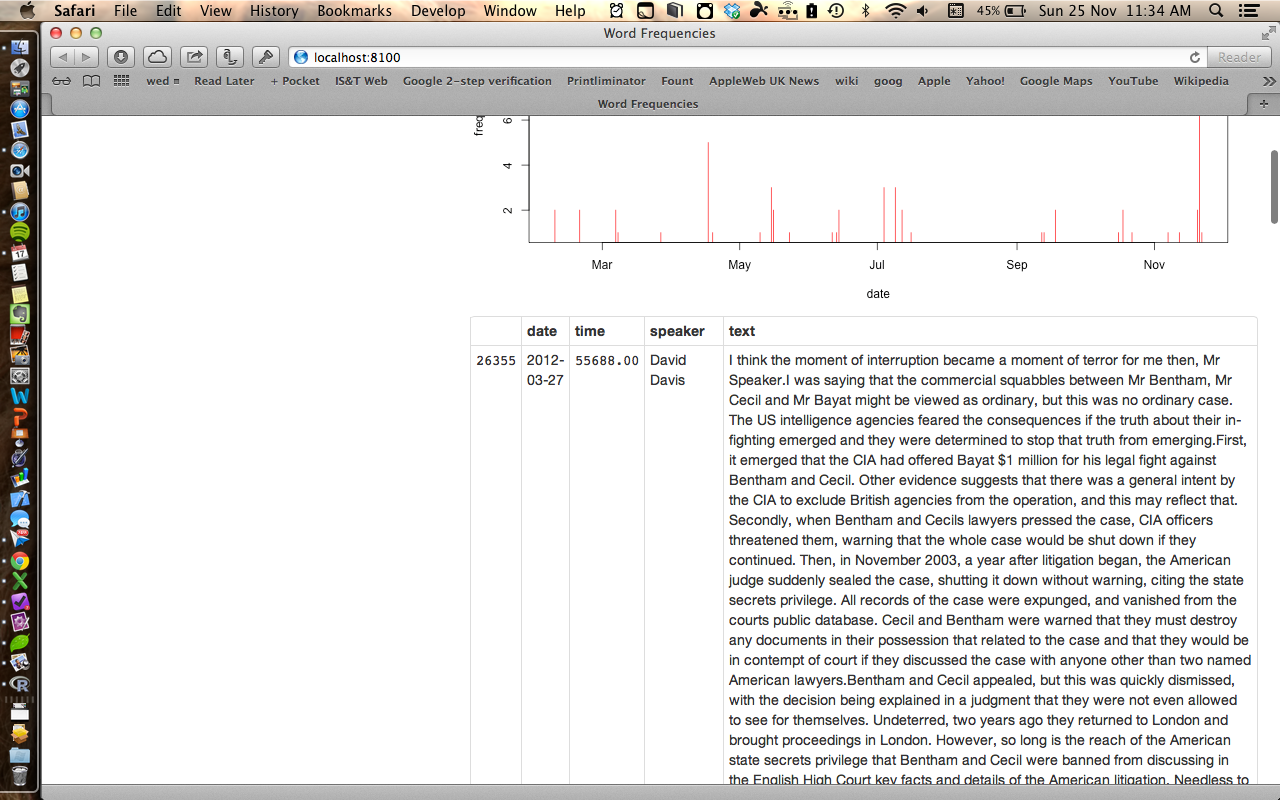 Safari File Edit View History Bookmarks Develop Window Help 45% Sun 25 Nov 11:34 AM
Word Frequencies
localhost:8100 Reader
wed Read Later + Pocket IS&T Web Google 2-step verification Printliminator Fount AppleWeb UK News wiki goog Apple Yahoo! Google Maps YouTube Wikipedia
Word Frequencies
freq
6
4
2
Mar May Jul Sep Nov
date
date time speaker text
26355 2012- 55688.00 David I think the moment of interruption became a moment of terror for me then, Mr
03-27 Davis Speaker.I was saying that the commercial squabbles between Mr Bentham, Mr
Cecil and Mr Bayat might be viewed as ordinary, but this was no ordinary case.
The US intelligence agencies feared the consequences if the truth about their in-
fighting emerged and they were determined to stop that truth from emerging.First,
it emerged that the CIA had offered Bayat $1 million for his legal fight against
Bentham and Cecil. Other evidence suggests that there was a general intent by
the CIA to exclude British agencies from the operation, and this may reflect that.
Secondly, when Bentham and Cecils lawyers pressed the case, CIA officers
threatened them, warning that the whole case would be shut down if they
continued. Then, in November 2003, a year after litigation began, the American
judge suddenly sealed the case, shutting it down without warning, citing the state
secrets privilege. All records of the case were expunged, and vanished from the
courts public database. Cecil and Bentham were warned that they must destroy
any documents in their possession that related to the case and that they would be
in contempt of court if they discussed the case with anyone other than two named
American lawyers.Bentham and Cecil appealed, but this was quickly dismissed,
with the decision being explained in a judgment that they were not even allowed
to see for themselves. Undeterred, two years ago they returned to London and
brought proceedings in London. However, so long is the reach of the American
state secrets privilege that Bentham and Cecil were banned from discussing in
the English High Court key facts and details of the American litigation. Needless to
17